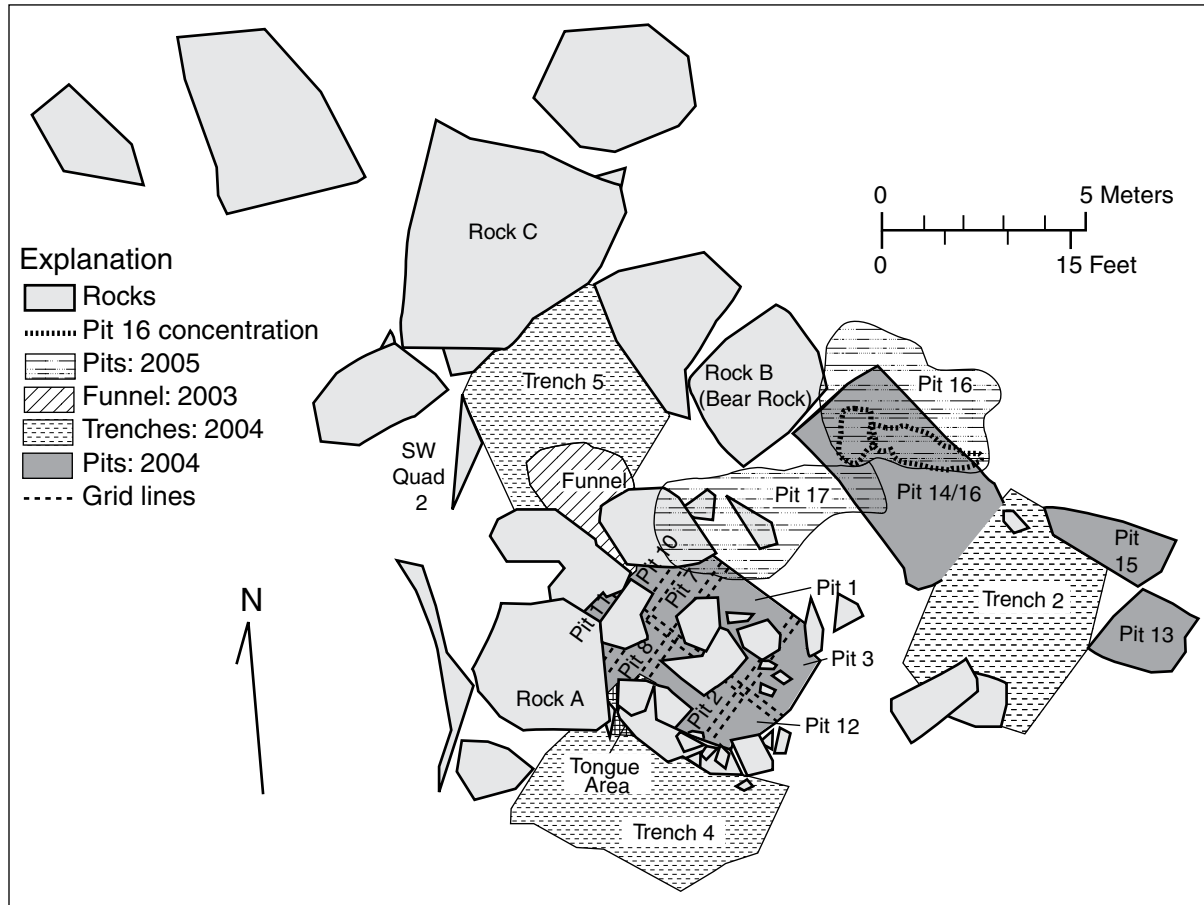 0 5 Meters
0 15 Feet
Rock C
Explanation
Rocks
Pit 16 concentration
Pits: 2005
Funnel: 2003
Trenches: 2004
Pits: 2004
Grid lines
Trench 5
Rock B
(Bear Rock)
Pit 16
SW
Quad
2
Funnel
Pit 17
Pit 14/16
Pit
15
Pit 10
Pit 7
Pit 1
Trench 2
N
Pit 11
Pit 8
Pit 3
Pit 13
Rock A
Pit 2
Pit 12
Tongue
Area
Trench 4